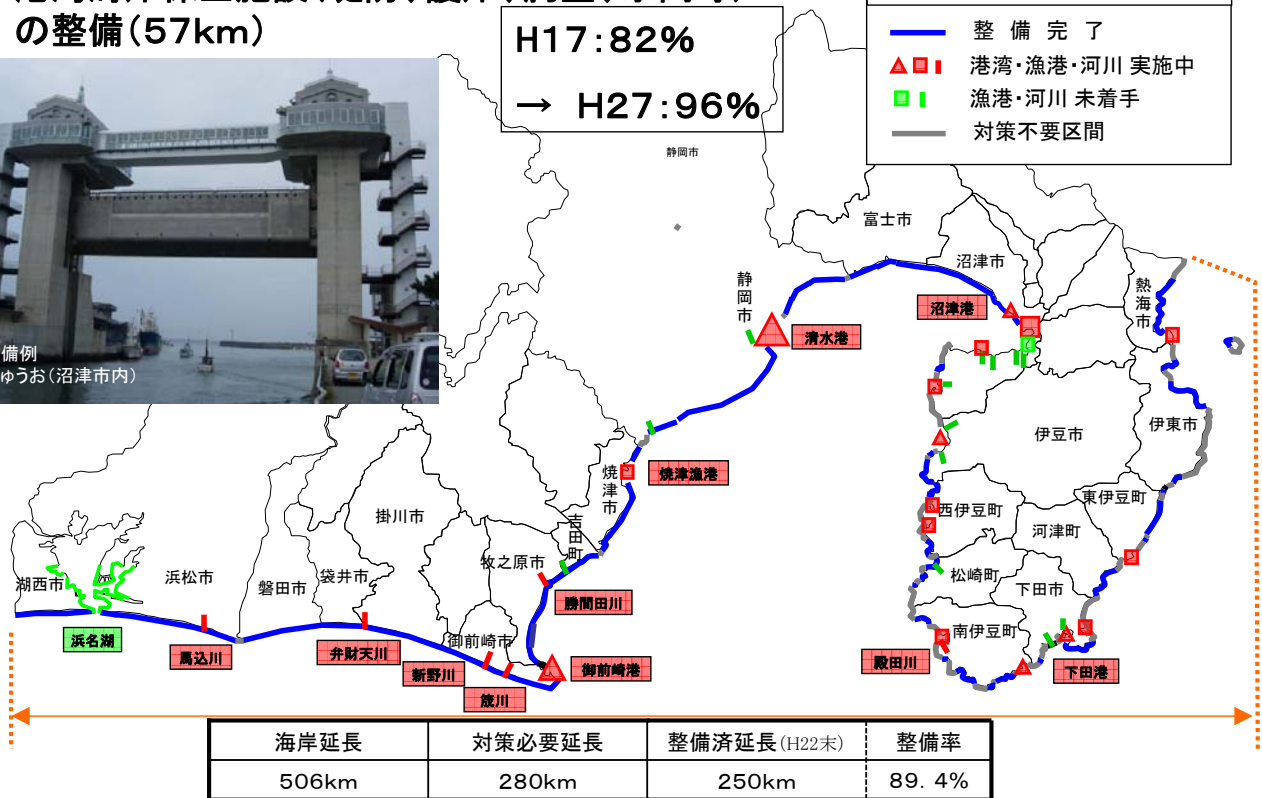 の整備(57km)
H17:82%
→ H27:96%
整備完了
港湾・漁港・河川 実施中
漁港・河川 未着手
対策不要区間
備例
ゅうお(沼津市内)
静岡市
富士市
沼津市
静岡市
熱海市
沼津港
清水港
伊豆市
伊東市
焼津漁港
焼津市
掛川市
吉田町
西伊豆町
東伊豆町
河津町
牧之原市
湖西市
浜松市
磐田市
袋井市
松崎町
下田市
勝間田川
浜名湖
馬込川
弁財天川
御前崎市
南伊豆町
新野川
御前崎港
殿田川
下田港
筬川
海岸延長 対策必要延長 整備済延長(H22末) 整備率
506km 280km 250km 89.4%